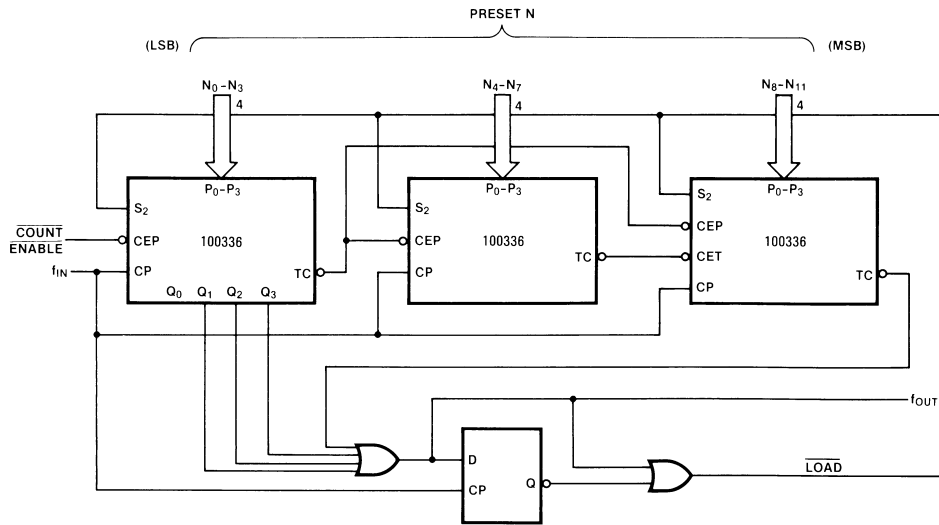 PRESET N
(LSB)
(MSB)
N₀–N₃
4
N₄–N₇
4
N₈–N₁₁
4
P₀–P₃
S₂
COUNT
ENABLE
CEP
100336
fIN
CP
TC
Q₀ Q₁ Q₂ Q₃
P₀–P₃
S₂
CEP
100336
CP
TC
P₀–P₃
S₂
CEP
100336
CET
TC
CP
fOUT
D
Q
CP
LOAD